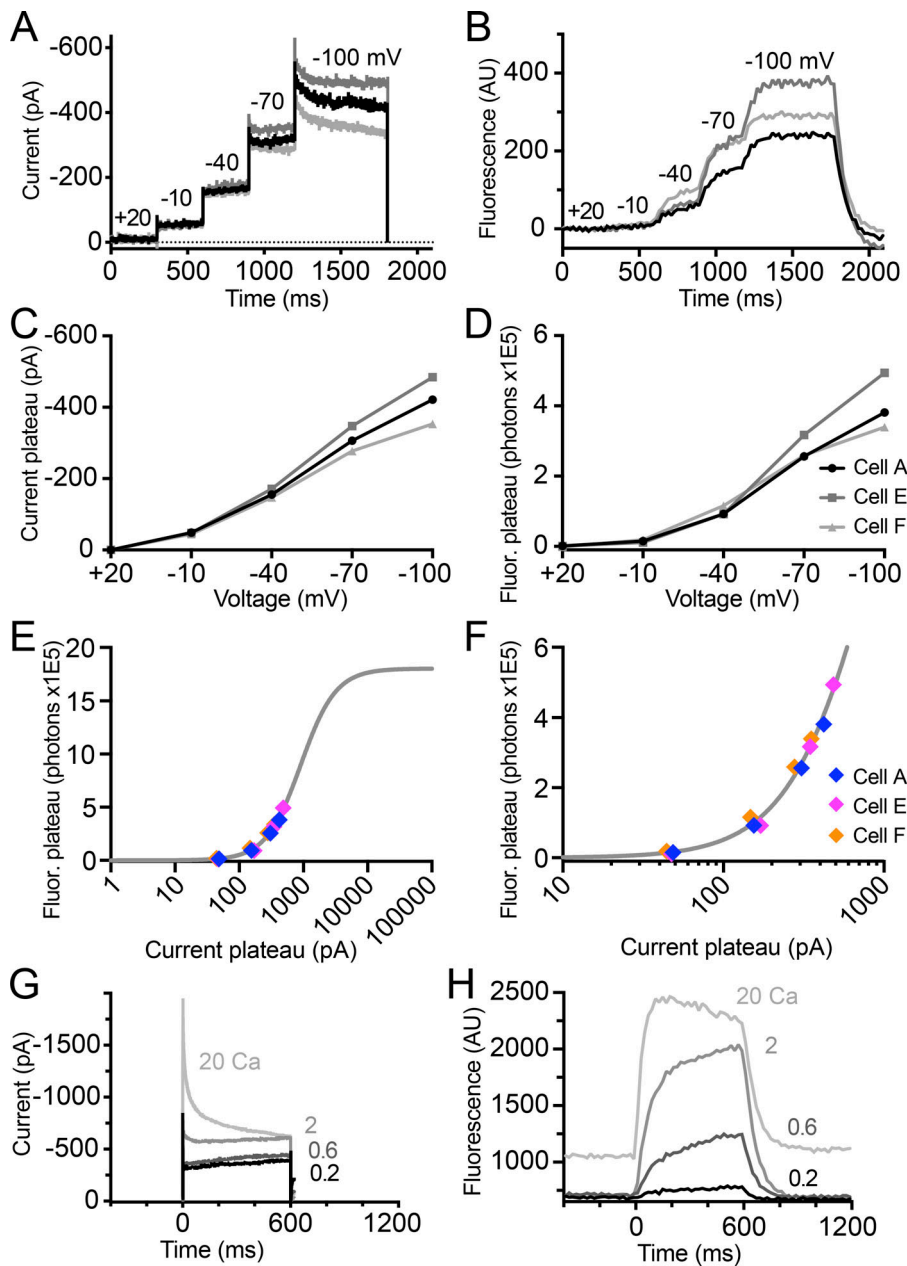 A
Current (pA)
-600
-400
-200
0
+20
-10
-40
-70
-100 mV
0
500
1000
1500
2000
Time (ms)
B
Fluorescence (AU)
400
200
0
+20
-10
-40
-70
-100 mV
0
500
1000
1500
2000
Time (ms)
C
Current plateau (pA)
-600
-400
-200
0
+20
-10
-40
-70
-100
Voltage (mV)
D
Fluor. plateau (photons x1E5)
6
4
2
0
Cell A
Cell E
Cell F
+20
-10
-40
-70
-100
Voltage (mV)
E
Fluor. plateau (photons x1E5)
20
15
10
5
0
1
10
100
1000
10000
100000
Current plateau (pA)
F
Fluor. plateau (photons x1E5)
6
4
2
0
Cell A
Cell E
Cell F
10
100
1000
Current plateau (pA)
G
Current (pA)
-1500
-1000
-500
0
20 Ca
2
0.6
0.2
0
600
1200
Time (ms)
H
Fluorescence (AU)
2500
2000
1500
1000
20 Ca
2
0.6
0.2
0
600
1200
Time (ms)